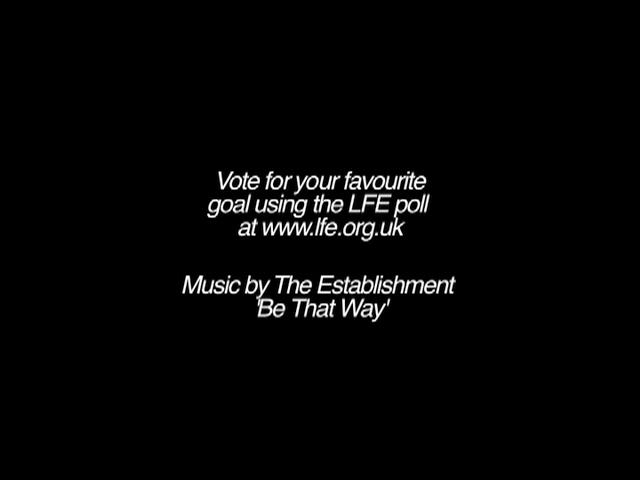 Vote for your favourite
goal using the LFE poll
at www.lfe.org.uk
Music by The Establishment
'Be That Way'